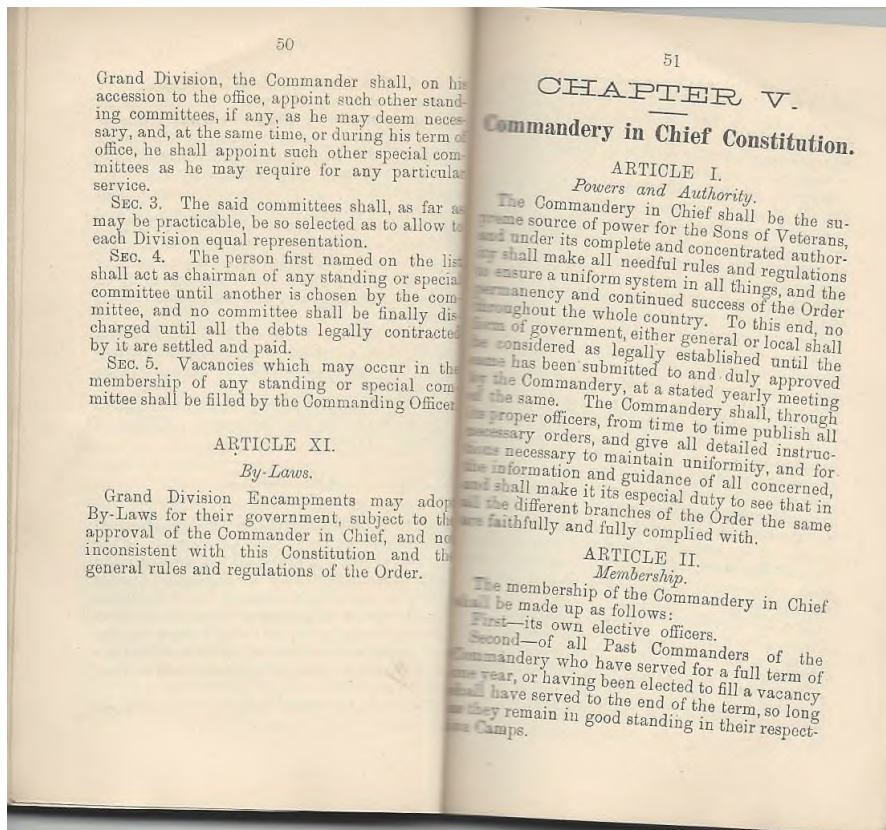 50
Grand Division, the Commander shall, on his
accession to the office, appoint such other stand-
ing committees, if any, as he may deem neces-
sary, and, at the same time, or during his term of
office, he shall appoint such other special com-
mittees as he may require for any particular
service.
SEC. 3. The said committees shall, as far as
may be practicable, be so selected as to allow to
each Division equal representation.
SEC. 4. The person first named on the list
shall act as chairman of any standing or special
committee until another is chosen by the com-
mittee, and no committee shall be finally dis-
charged until all the debts legally contracted
by it are settled and paid.
SEC. 5. Vacancies which may occur in the
membership of any standing or special com-
mittee shall be filled by the Commanding Officer
ARTICLE XI.
By-Laws.
Grand Division Encampments may adopt
By-Laws for their government, subject to the
approval of the Commander in Chief, and not
inconsistent with this Constitution and the
general rules and regulations of the Order.
51
CHAPTER V.
Commandery in Chief Constitution.
ARTICLE I.
Powers and Authority.
The Commandery in Chief shall be the su-
preme source of power for the Sons of Veterans,
and under its complete and concentrated author-
ity shall make all needful rules and regulations
to ensure a uniform system in all things, and the
permanency and continued success of the Order
throughout the whole country. To this end, no
form of government, either general or local shall
be considered as legally established until the
same has been submitted to and duly approved
by the Commandery, at a stated yearly meeting
of the same. The Commandery shall, through
its proper officers, from time to time publish all
necessary orders, and give all detailed instruc-
tions necessary to maintain uniformity, and for
the information and guidance of all concerned,
and shall make it its especial duty to see that in
all the different branches of the Order the same
are faithfully and fully complied with.
ARTICLE II.
Membership.
The membership of the Commandery in Chief
shall be made up as follows:
First—its own elective officers.
Second—of all Past Commanders of the
Commandery who have served for a full term of
one year, or having been elected to fill a vacancy
shall have served to the end of the term, so long
as they remain in good standing in their respect-
ive Camps.